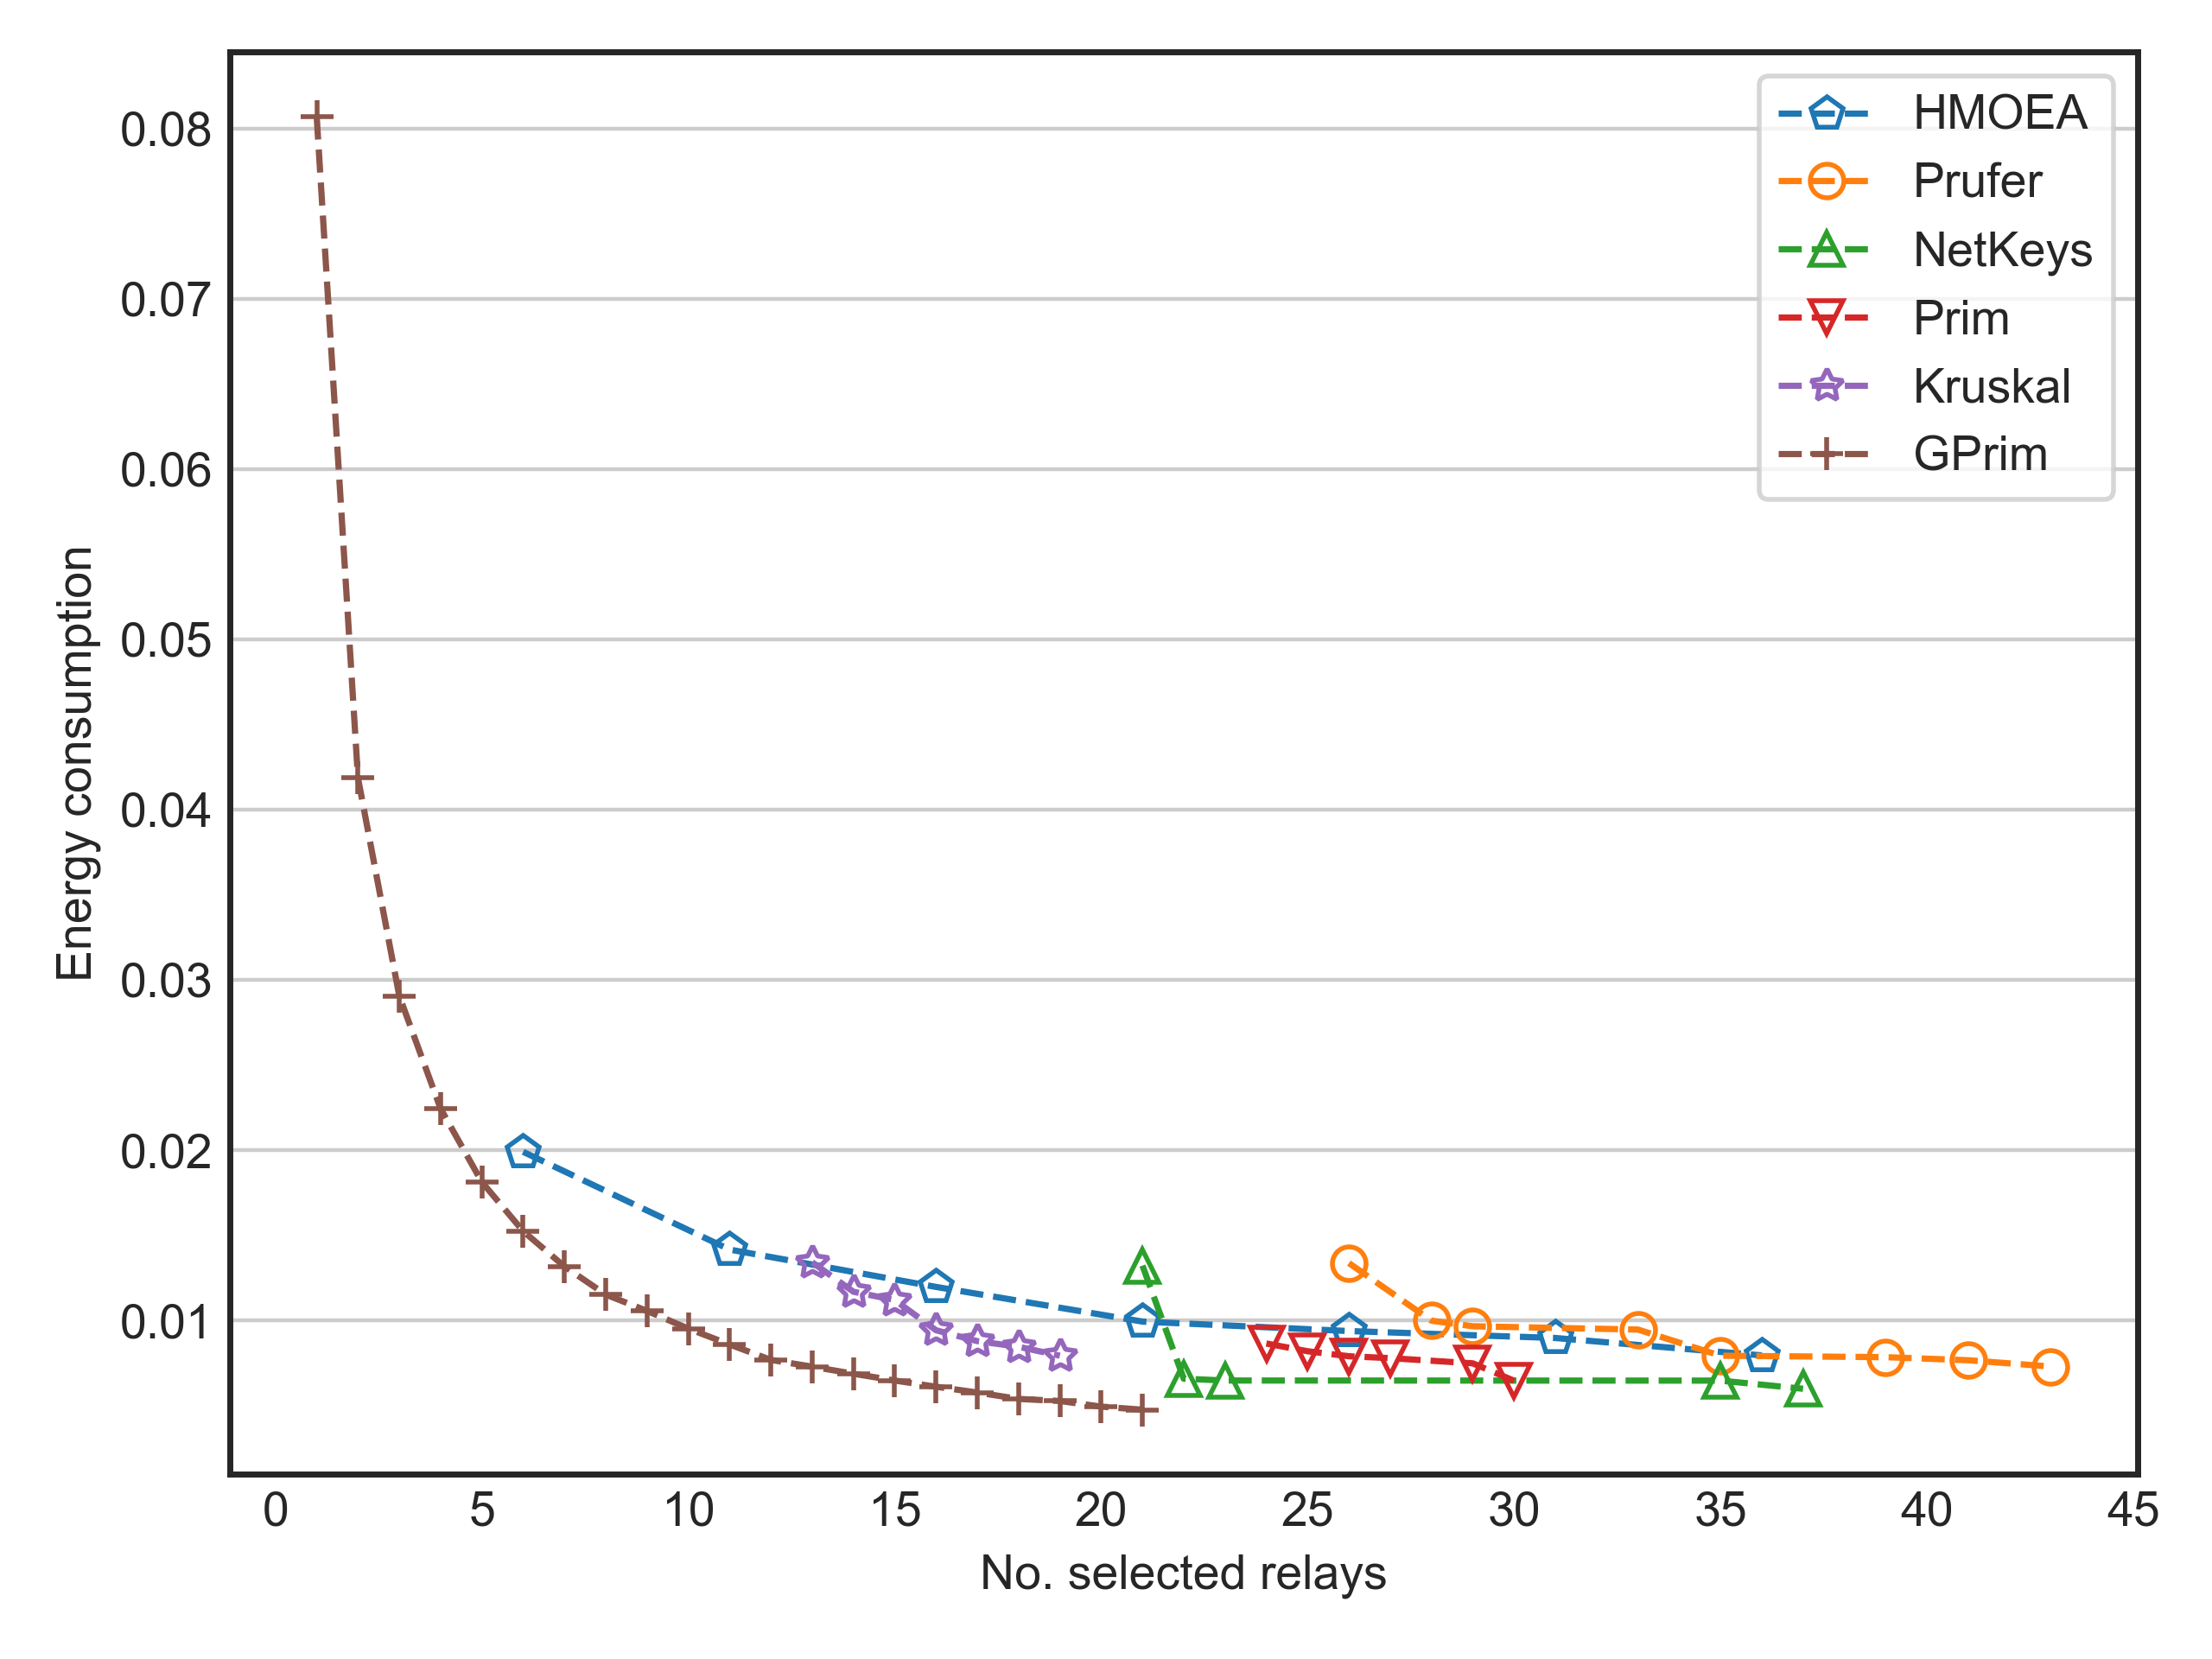 0.08
0.07
0.06
0.05
0.04
0.03
0.02
0.01
Energy consumption
0 5 10 15 20 25 30 35 40 45
No. selected relays
HMOEA
Prufer
NetKeys
Prim
Kruskal
GPrim